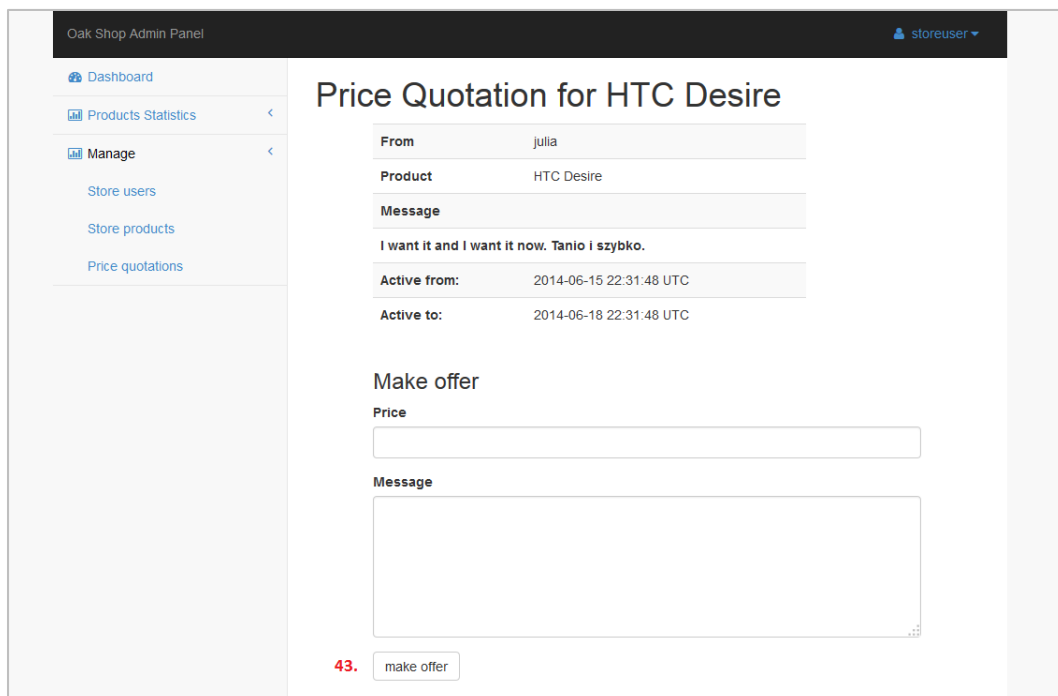 Oak Shop Admin Panel
storeuser
Dashboard
Products Statistics
Manage
Store users
Store products
Price quotations
Price Quotation for HTC Desire
From julia
Product HTC Desire
Message
I want it and I want it now. Tanio i szybko.
Active from: 2014-06-15 22:31:48 UTC
Active to: 2014-06-18 22:31:48 UTC
Make offer
Price
Message
43. make offer